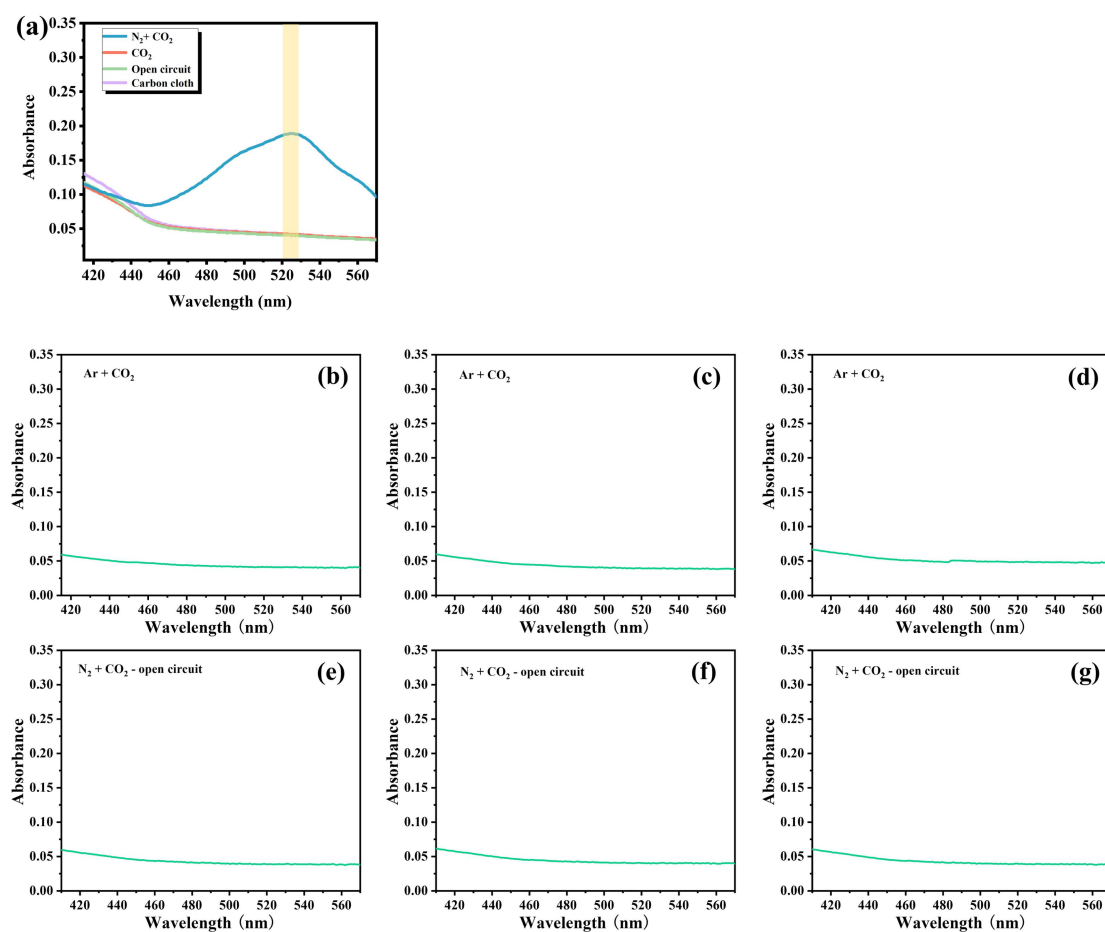 (a)
0.35
0.30
0.25
0.20
0.15
0.10
0.05
Absorbance
N₂+ CO₂
CO₂
Open circuit
Carbon cloth
420 440 460 480 500 520 540 560
Wavelength (nm)
0.35
0.30
0.25
0.20
0.15
0.10
0.05
0.00
Absorbance
Ar + CO₂
(b)
420 440 460 480 500 520 540 560
Wavelength（nm）
0.35
0.30
0.25
0.20
0.15
0.10
0.05
0.00
Absorbance
Ar + CO₂
(c)
420 440 460 480 500 520 540 560
Wavelength（nm）
0.35
0.30
0.25
0.20
0.15
0.10
0.05
0.00
Absorbance
Ar + CO₂
(d)
420 440 460 480 500 520 540 560
Wavelength（nm）
0.35
0.30
0.25
0.20
0.15
0.10
0.05
0.00
Absorbance
N₂ + CO₂ - open circuit
(e)
420 440 460 480 500 520 540 560
Wavelength（nm）
0.35
0.30
0.25
0.20
0.15
0.10
0.05
0.00
Absorbance
N₂ + CO₂ - open circuit
(f)
420 440 460 480 500 520 540 560
Wavelength（nm）
0.35
0.30
0.25
0.20
0.15
0.10
0.05
0.00
Absorbance
N₂ + CO₂ - open circuit
(g)
420 440 460 480 500 520 540 560
Wavelength（nm）